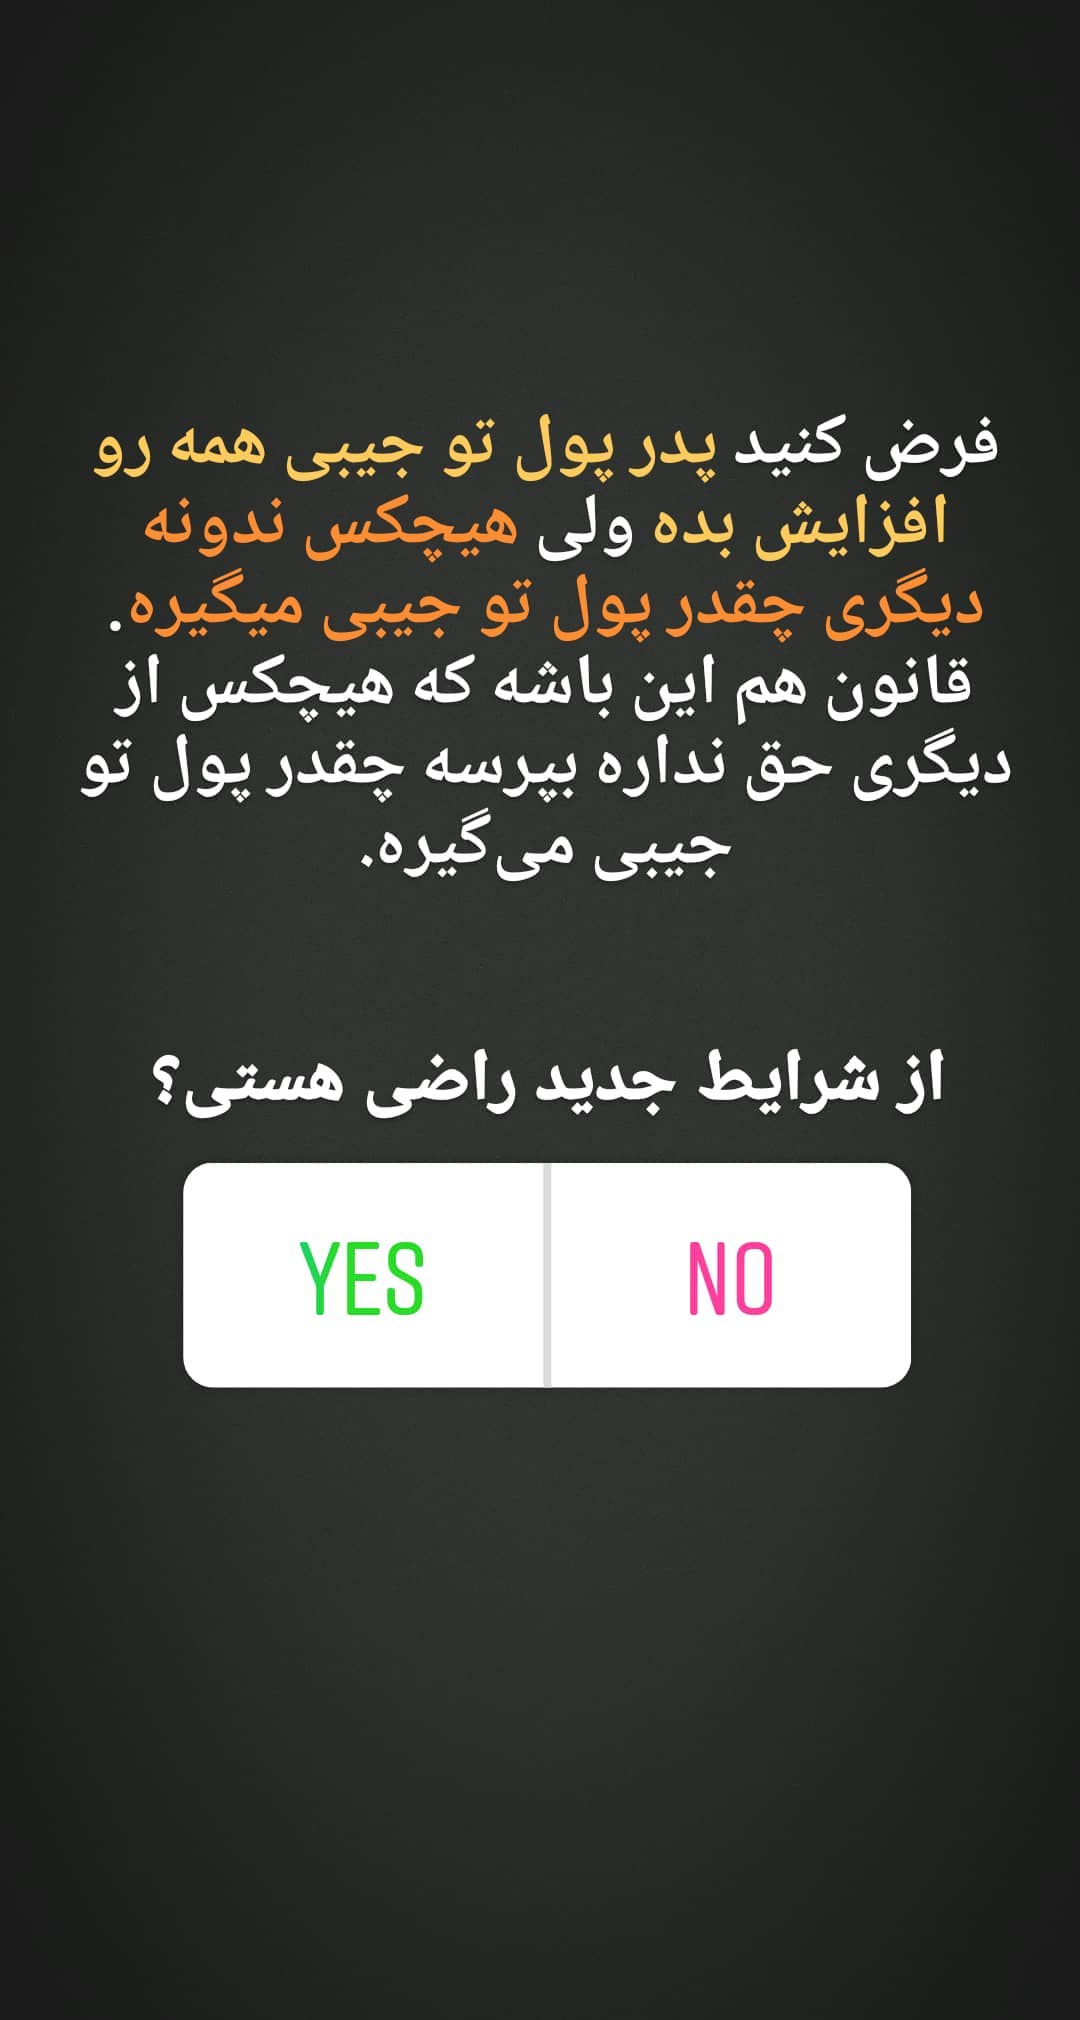 فرض کنید پدر پول تو جیبی همه رو
افزایش بده ولی هیچکس ندونه
دیگری چقدر پول تو جیبی میگیره.
قانون هم این باشه که هیچکس از
دیگری حق نداره بپرسه چقدر پول تو
جیبی می‌گیره.
از شرایط جدید راضی هستی؟
YES NO